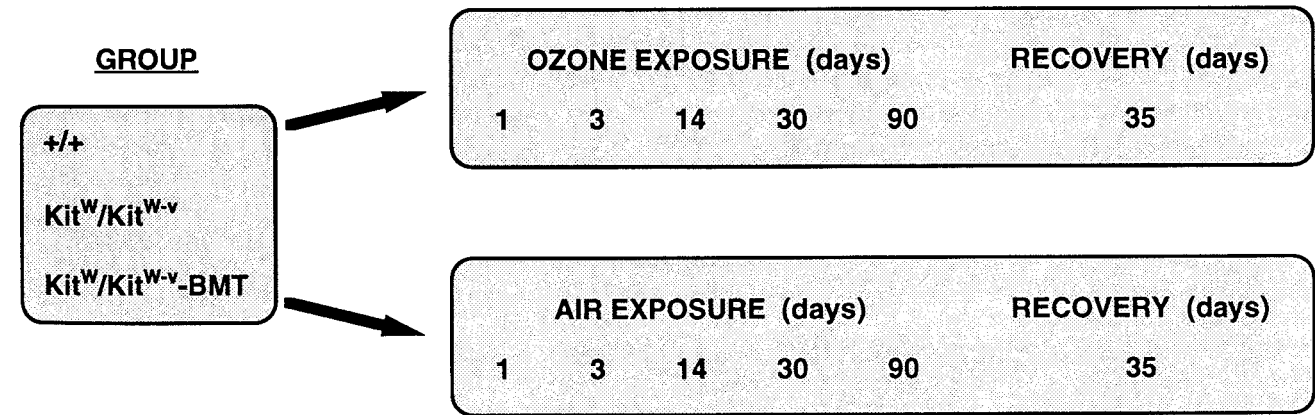 GROUP
+/+
Kit^W/Kit^W-v
Kit^W/Kit^W-v-BMT
OZONE EXPOSURE (days) RECOVERY (days)
1 3 14 30 90 35
AIR EXPOSURE (days) RECOVERY (days)
1 3 14 30 90 35